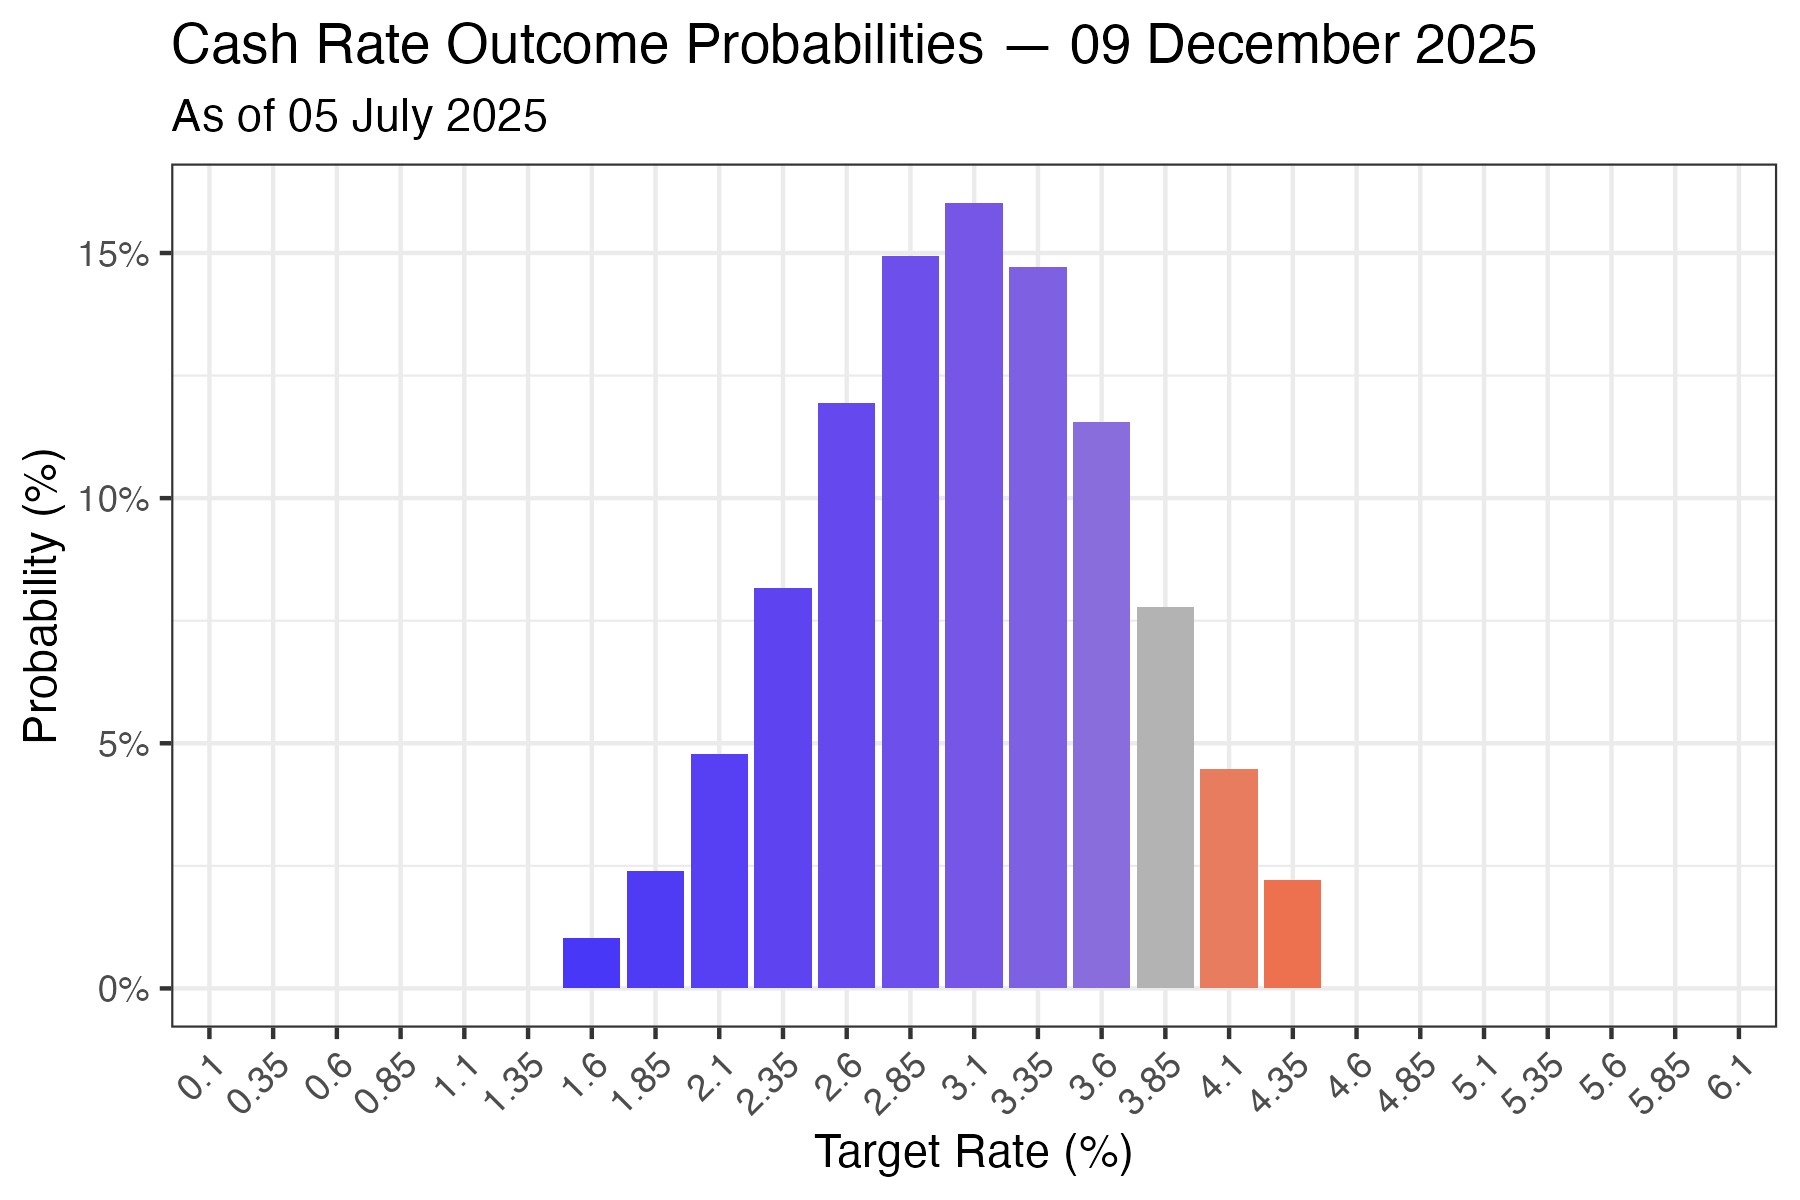 Cash Rate Outcome Probabilities — 09 December 2025
As of 05 July 2025
Probability (%)
15%
10%
5%
0%
0.1 0.35 0.6 0.85 1.1 1.35 1.6 1.85 2.1 2.35 2.6 2.85 3.1 3.35 3.6 3.85 4.1 4.35 4.6 4.85 5.1 5.35 5.6 5.85 6.1
Target Rate (%)